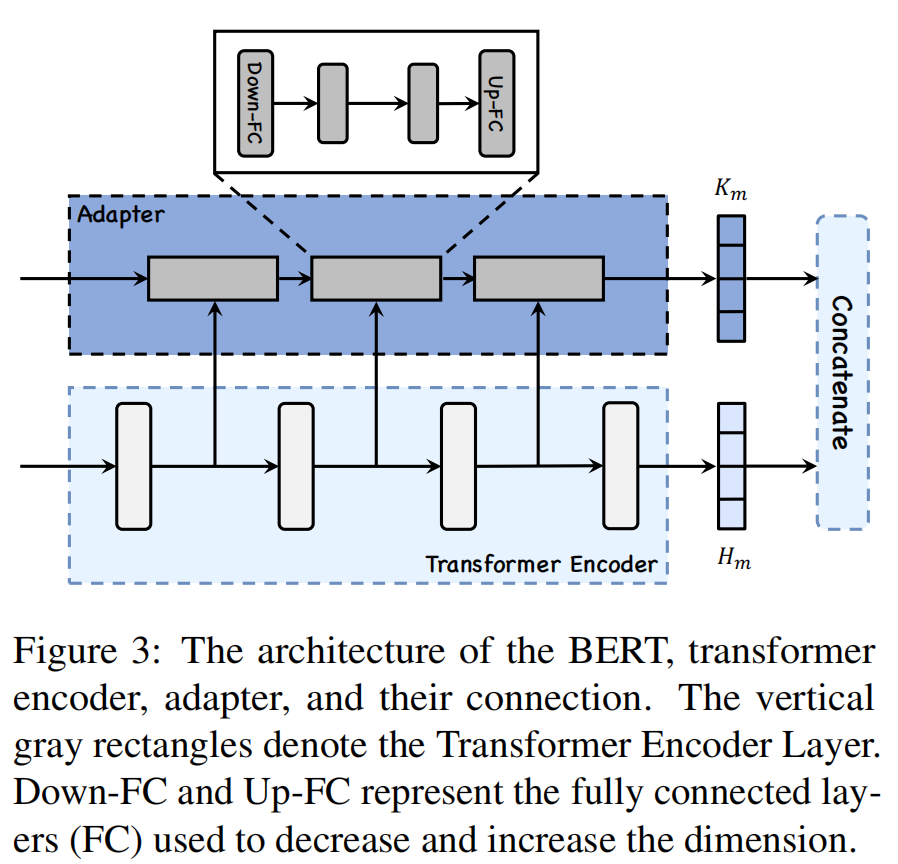 Down-FC
Up-FC
Adapter
K_m
Concatenate
Transformer Encoder
H_m
Figure 3: The architecture of the BERT, transformer
encoder, adapter, and their connection. The vertical
gray rectangles denote the Transformer Encoder Layer.
Down-FC and Up-FC represent the fully connected lay-
ers (FC) used to decrease and increase the dimension.